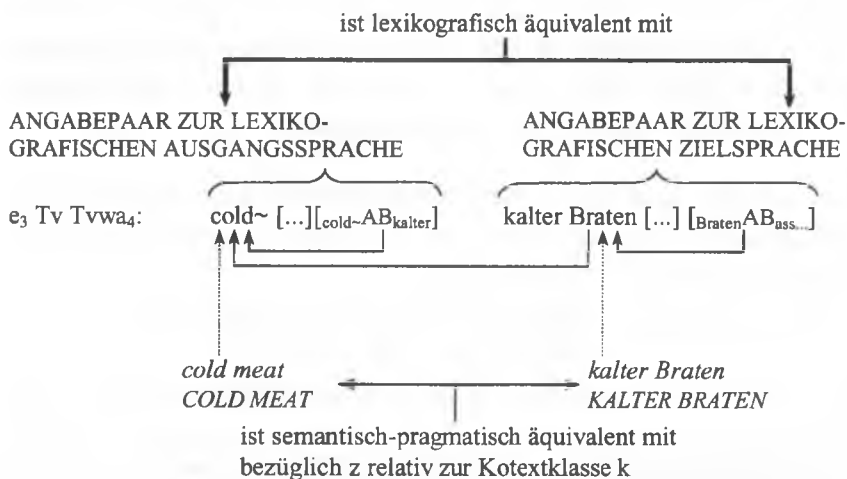 ist lexikografisch äquivalent mit
ANGABEPAAR ZUR LEXIKO-
GRAFISCHEN AUSGANGSSPRACHE
ANGABEPAAR ZUR LEXIKO-
GRAFISCHEN ZIELSPRACHE
e₃ Tv Tvwa₄: cold~ [...][cold~ABkalter] kalter Braten [...] [BratenABass...]
cold meat
COLD MEAT
kalter Braten
KALTER BRATEN
ist semantisch-pragmatisch äquivalent mit
bezüglich z relativ zur Kotextklasse k